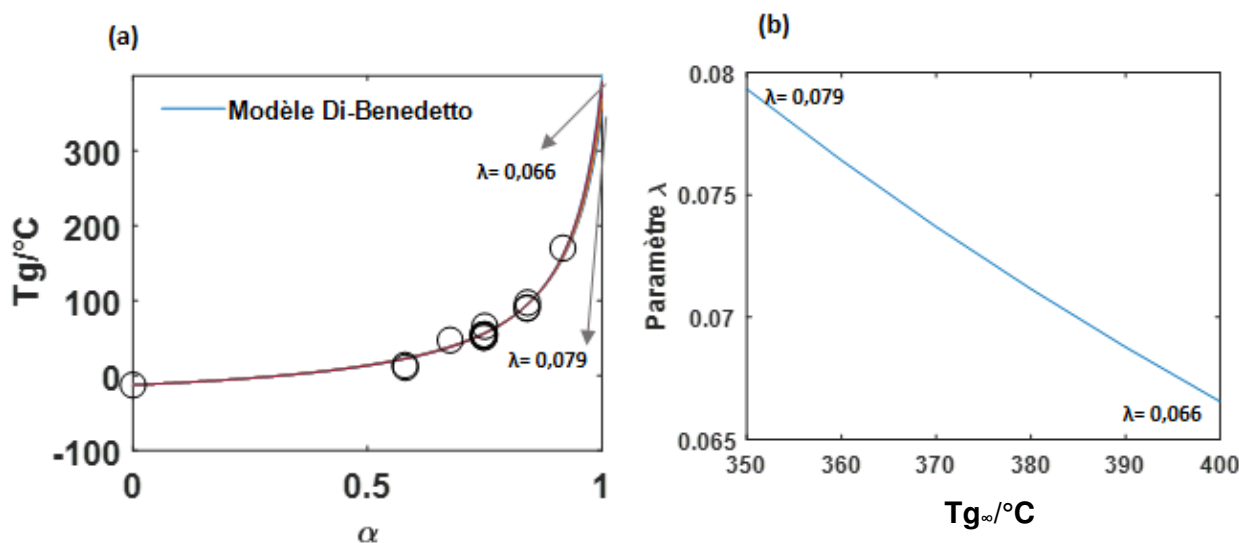 (a)
Modèle Di-Benedetto
300
200
100
0
-100
Tg/°C
λ= 0,066
λ= 0,079
0
0.5
1
α
(b)
0.08
0.075
0.07
0.065
Paramètre λ
λ= 0,079
λ= 0,066
350
360
370
380
390
400
Tg∞/°C